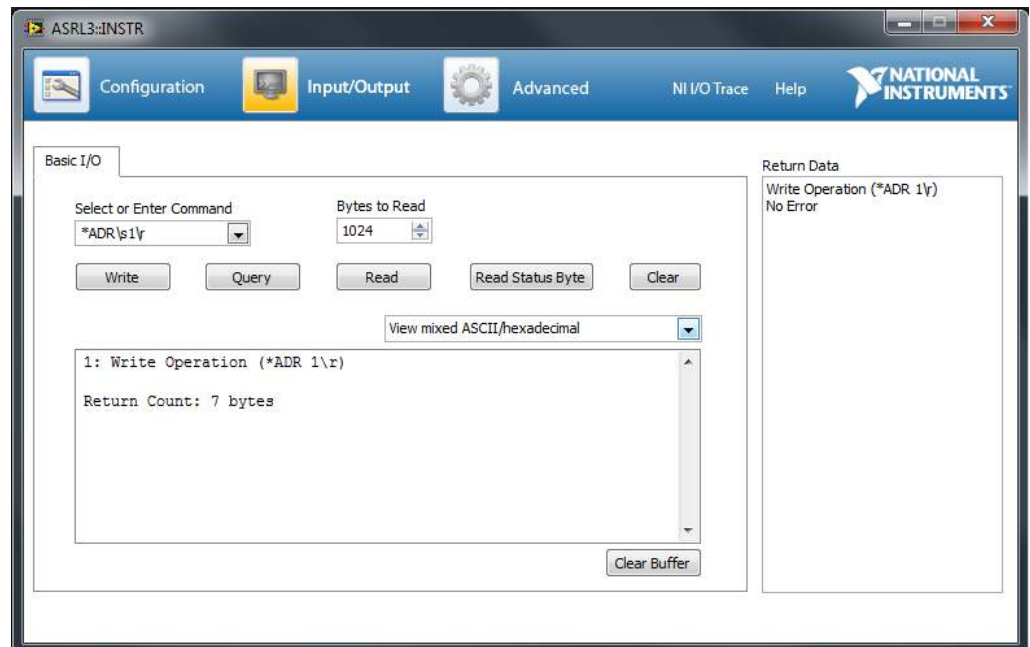 ASRL3::INSTR
Configuration
Input/Output
Advanced
NI I/O Trace
Help
NATIONAL
INSTRUMENTS™
Basic I/O
Return Data
Select or Enter Command
Bytes to Read
*ADR\s1\r
1024
Write
Query
Read
Read Status Byte
Clear
View mixed ASCII/hexadecimal
1: Write Operation (*ADR 1\r)
Return Count: 7 bytes
Clear Buffer
Write Operation (*ADR 1\r)
No Error